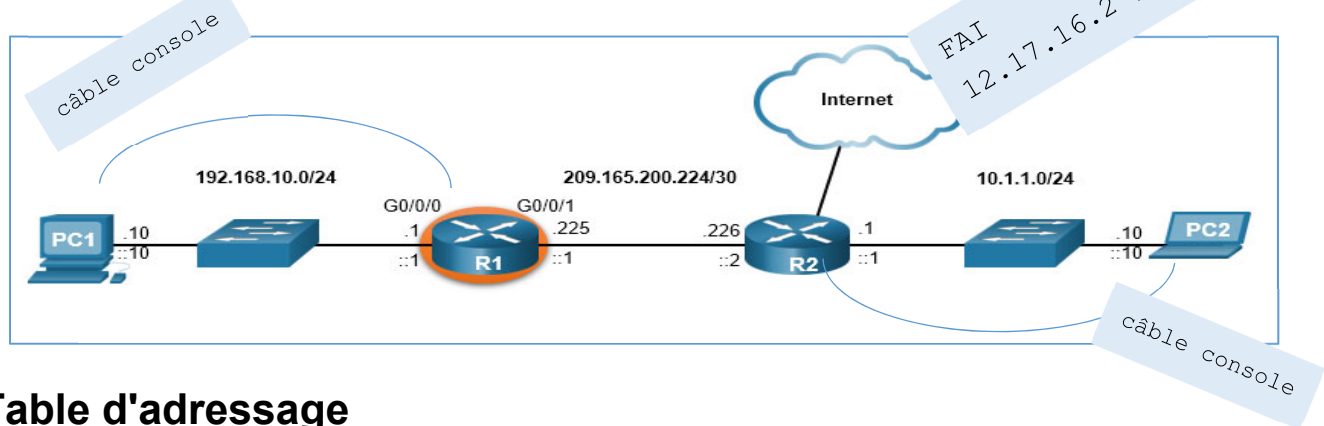 câble console
FAI
12.17.16.2
Internet
192.168.10.0/24
209.165.200.224/30
10.1.1.0/24
G0/0/0
G0/0/1
PC1
.10
::10
.1
::1
R1
.225
::1
.226
::2
R2
.1
::1
.10
::10
PC2
câble console
Table d'adressage